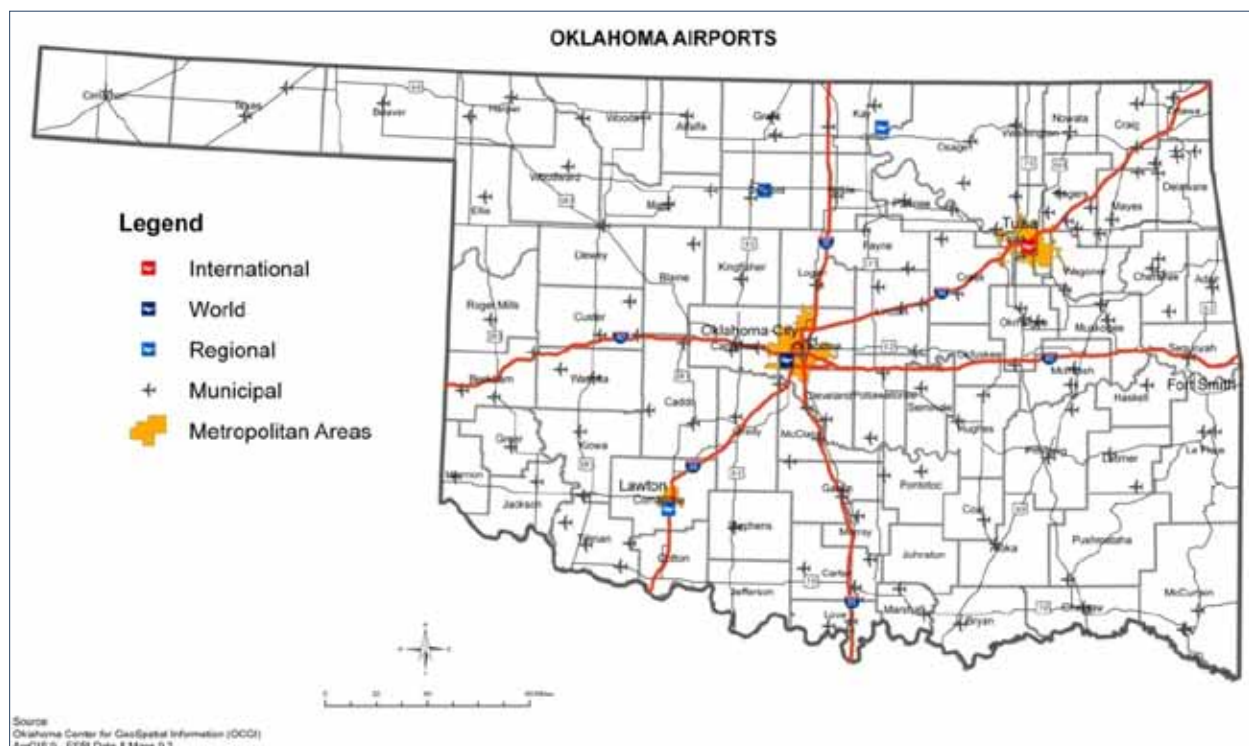 OKLAHOMA AIRPORTS
Texas
Beaver
Harper
Woods
Alfalfa
Grant
Kay
Osage
Washington
Nowata
Craig
Ottawa
Woodward
Ellis
Major
Payne
Rogers
Mayes
Delaware
Tulsa
Legend
International
World
Regional
Municipal
Metropolitan Areas
Dewey
Blaine
Kingfisher
Logan
Creek
Wagoner
Cherokee
Adair
Roger Mills
Custer
Oklahoma City
Lincoln
Okmulgee
Muskogee
Sequoyah
Beckham
Washita
Caddo
Cleveland
Pottawatomie
Seminole
Okfuskee
McIntosh
Fort Smith
Haskell
Greer
Kiowa
Grady
McClain
Hughes
Pittsburg
Latimer
Le Flore
Harmon
Jackson
Lawton
Comanche
Garvin
Pontotoc
Tillman
Cotton
Stephens
Murray
Coal
Atoka
Pushmataha
Johnston
Carter
Jefferson
Love
Marshall
Bryan
Choctaw
McCurtain
Source
Oklahoma Center for GeoSpatial Information (OCGI)